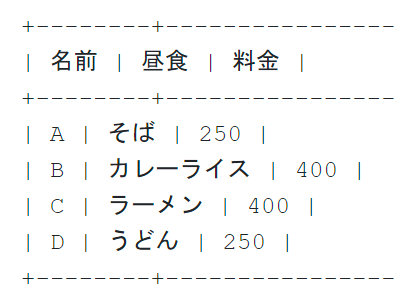 +--------+---------------
| 名前 | 昼食 | 料金 |
+--------+---------------
| A | そば | 250 |
| B | カレーライス | 400 |
| C | ラーメン | 400 |
| D | うどん | 250 |
+--------+---------------